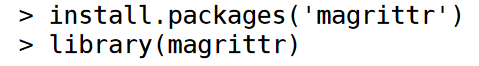 > install.packages('magrittr')
> library(magrittr)